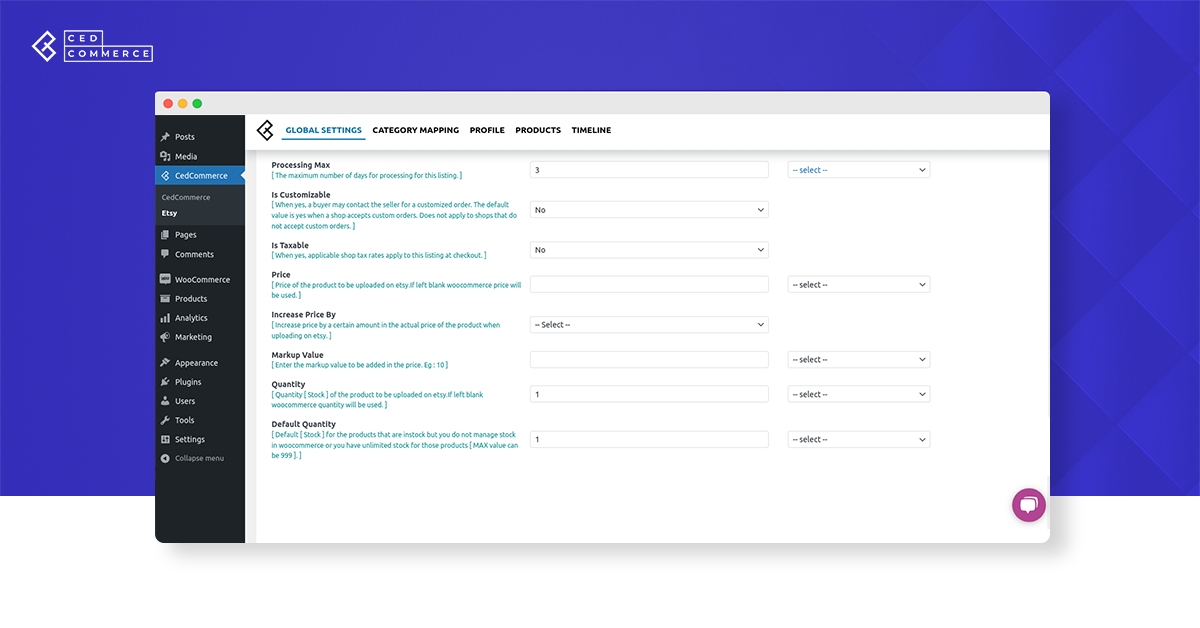 CED
COMMERCE
Posts
Media
CedCommerce
CedCommerce
Etsy
Pages
Comments
WooCommerce
Products
Analytics
Marketing
Appearance
Plugins
Users
Tools
Settings
Collapse menu
GLOBAL SETTINGS CATEGORY MAPPING PROFILE PRODUCTS TIMELINE
Processing Max
[ The maximum number of days for processing for this listing. ]
3
-- select --
Is Customizable
[ When yes, a buyer may contact the seller for a customized order. The default
value is yes when a shop accepts custom orders. Does not apply to shops that do
not accept custom orders. ]
No
Is Taxable
[ When yes, applicable shop tax rates apply to this listing at checkout. ]
No
Price
[ Price of the product to be uploaded on etsy.If left blank woocommerce price will
be used. ]
-- select --
Increase Price By
[ Increase price by a certain amount in the actual price of the product when
uploading on etsy. ]
-- Select --
Markup Value
[ Enter the markup value to be added in the price. Eg : 10 ]
-- select --
Quantity
[ Quantity [ Stock ] of the product to be uploaded on etsy.If left blank
woocommerce quantity will be used. ]
1
-- select --
Default Quantity
[ Default [ Stock ] for the products that are instock but you do not manage stock
in woocommerce or you have unlimited stock for those products [ MAX value can
be 999 ]. ]
1
-- select --